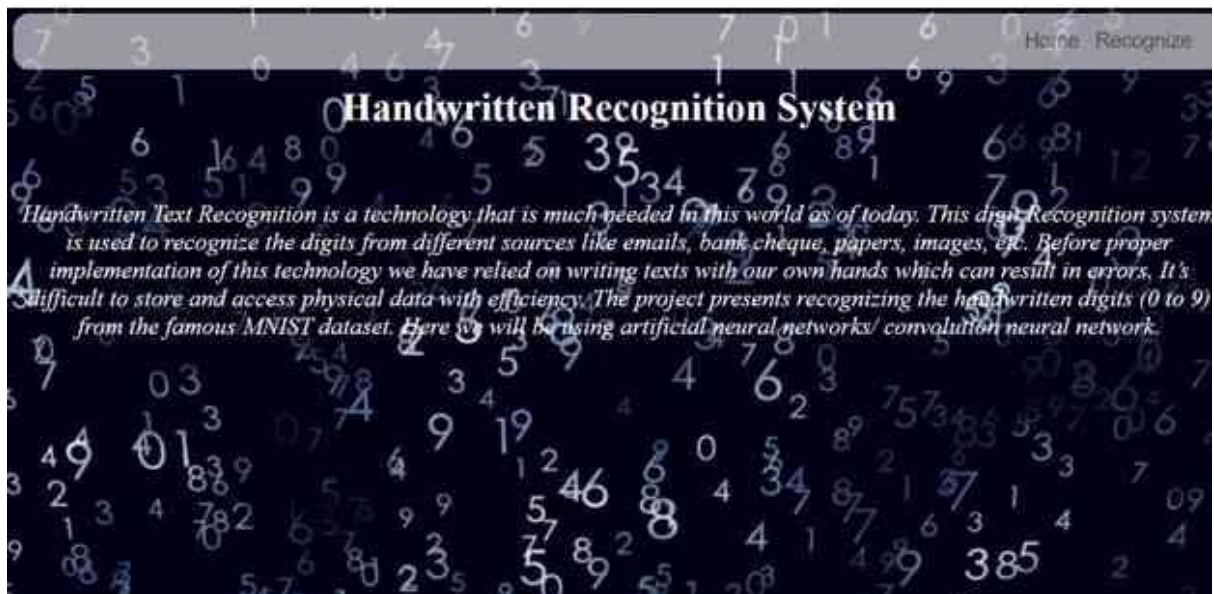 Home Recognize
Handwritten Recognition System
Handwritten Text Recognition is a technology that is much needed in this world as of today. This digit Recognition system
is used to recognize the digits from different sources like emails, bank cheque, papers, images, etc. Before proper
implementation of this technology we have relied on writing texts with our own hands which can result in errors. It's
difficult to store and access physical data with efficiency. The project presents recognizing the handwritten digits (0 to 9)
from the famous MNIST dataset. Here we will be using artificial neural networks/ convolution neural network.